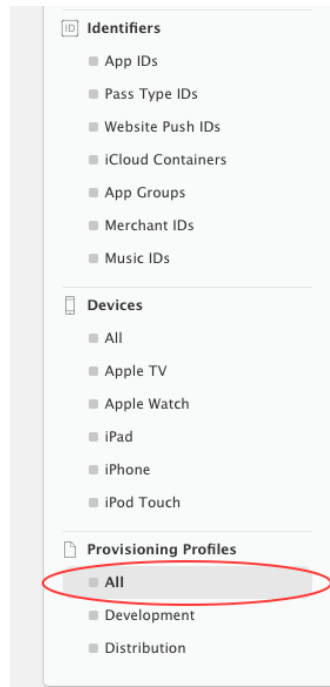 ID Identifiers
App IDs
Pass Type IDs
Website Push IDs
iCloud Containers
App Groups
Merchant IDs
Music IDs
Devices
All
Apple TV
Apple Watch
iPad
iPhone
iPod Touch
Provisioning Profiles
All
Development
Distribution